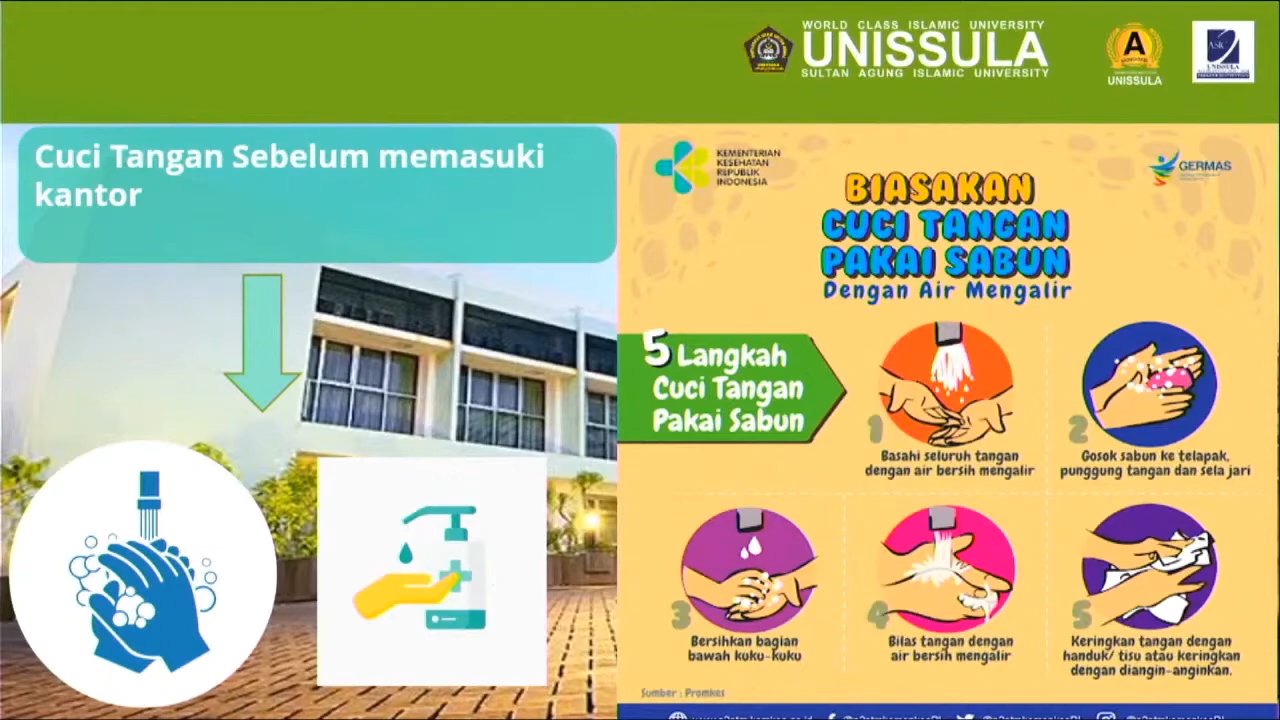 WORLD CLASS ISLAMIC UNIVERSITY
UNISSULA
SULTAN AGUNG ISLAMIC UNIVERSITY
A
UNISSULA
UNISSULA
Cuci Tangan Sebelum memasuki
kantor
KEMENTERIAN
KESEHATAN
REPUBLIK
INDONESIA
GERMAS
BIASAKAN
CUCI TANGAN
PAKAI SABUN
Dengan Air Mengalir
5 Langkah
Cuci Tangan
Pakai Sabun
1
Basahi seluruh tangan
dengan air bersih mengalir
2
Gosok sabun ke telapak,
punggung tangan dan sela jari
3
Bersihkan bagian
bawah kuku-kuku
4
Bilas tangan dengan
air bersih mengalir
5
Keringkan tangan dengan
handuk/ tisu atau keringkan
dengan diangin-anginkan.
Sumber : Promkes